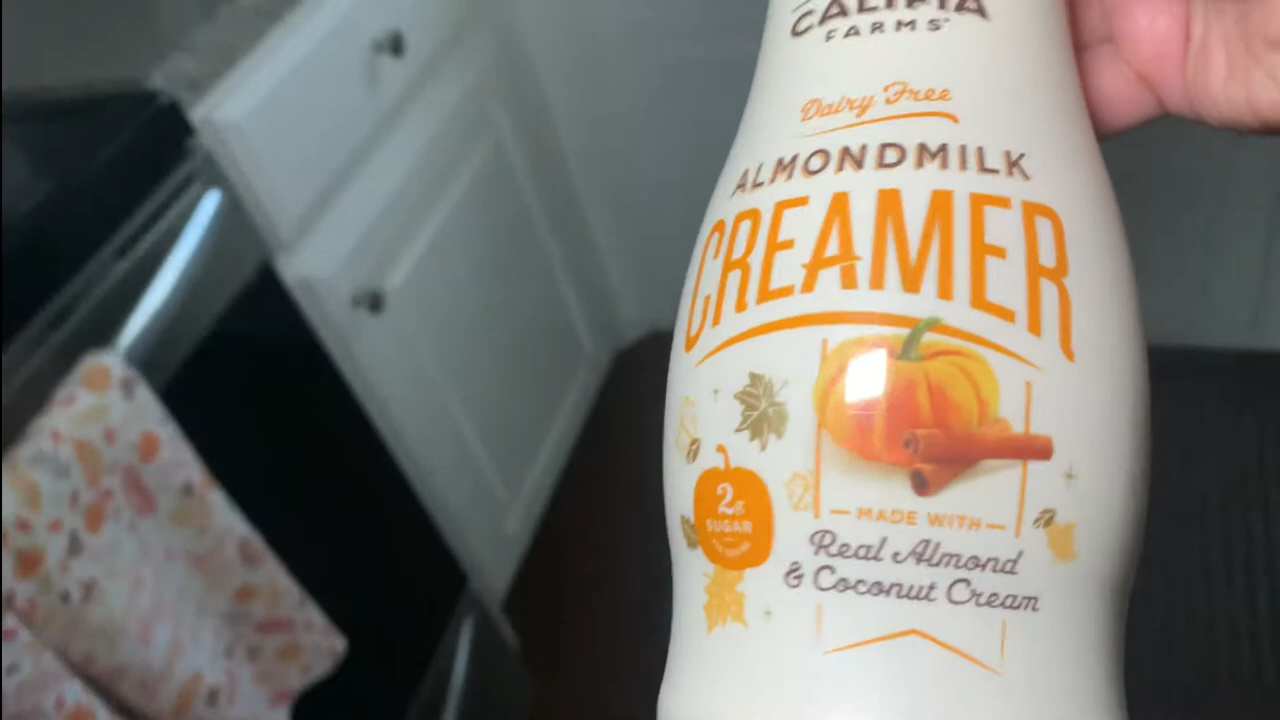 CALIFIA
FARMS
Dairy Free
ALMONDMILK
CREAMER
2g
SUGAR
— MADE WITH —
Real Almond
& Coconut Cream